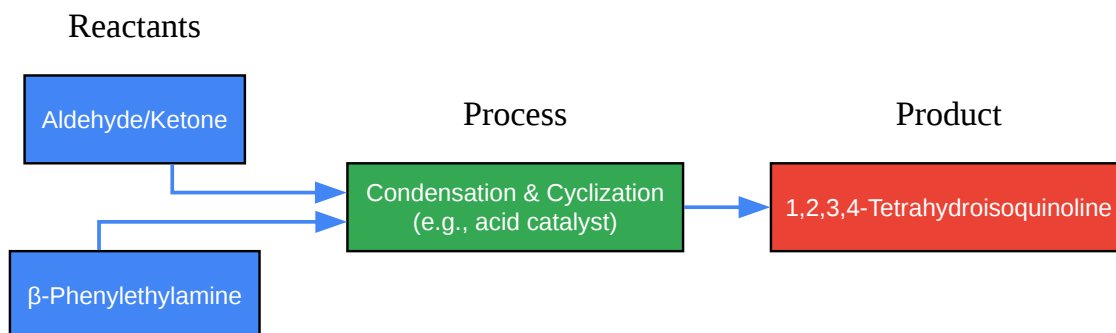 Reactants
Aldehyde/Ketone
β-Phenylethylamine
Process
Condensation & Cyclization
(e.g., acid catalyst)
Product
1,2,3,4-Tetrahydroisoquinoline